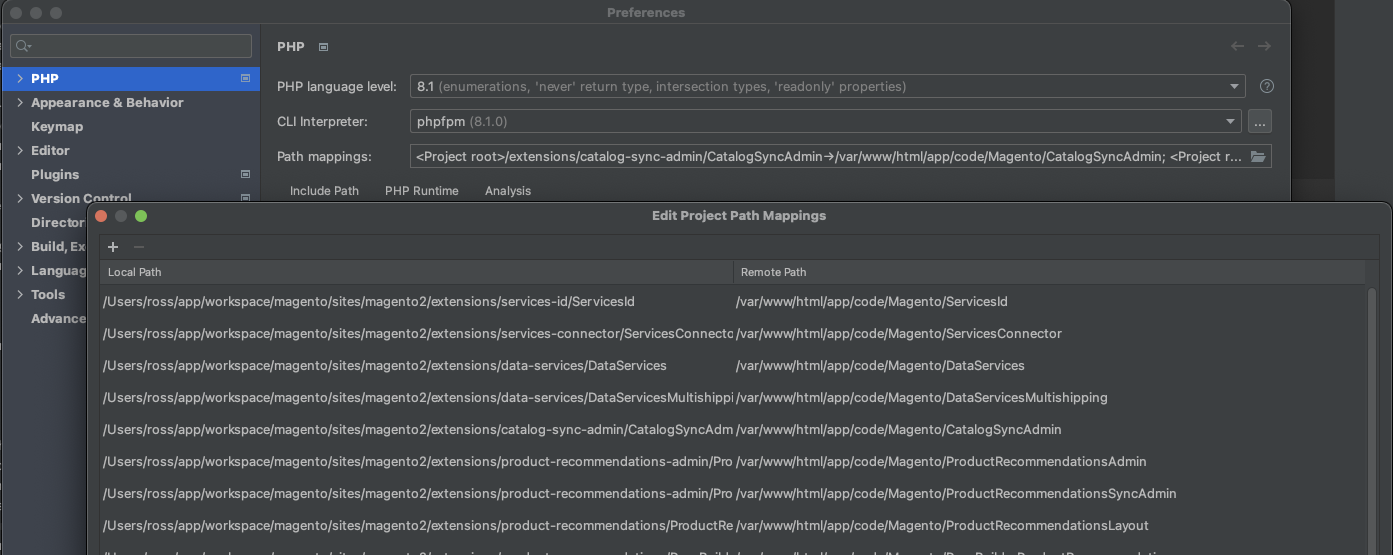 Preferences
PHP
PHP
PHP language level: 8.1 (enumerations, 'never' return type, intersection types, 'readonly' properties)
Appearance & Behavior
Keymap
CLI Interpreter: phpfpm (8.1.0) ...
Editor
Path mappings: <Project root>/extensions/catalog-sync-admin/CatalogSyncAdmin→/var/www/html/app/code/Magento/CatalogSyncAdmin; <Project r...
Plugins
Version Control
Include Path PHP Runtime Analysis
Director
Build, Ex
Languag
Tools
Advance
Edit Project Path Mappings
Local Path Remote Path
/Users/ross/app/workspace/magento/sites/magento2/extensions/services-id/ServicesId /var/www/html/app/code/Magento/ServicesId
/Users/ross/app/workspace/magento/sites/magento2/extensions/services-connector/ServicesConnecto /var/www/html/app/code/Magento/ServicesConnector
/Users/ross/app/workspace/magento/sites/magento2/extensions/data-services/DataServices /var/www/html/app/code/Magento/DataServices
/Users/ross/app/workspace/magento/sites/magento2/extensions/data-services/DataServicesMultishippi /var/www/html/app/code/Magento/DataServicesMultishipping
/Users/ross/app/workspace/magento/sites/magento2/extensions/catalog-sync-admin/CatalogSyncAdm /var/www/html/app/code/Magento/CatalogSyncAdmin
/Users/ross/app/workspace/magento/sites/magento2/extensions/product-recommendations-admin/Pro /var/www/html/app/code/Magento/ProductRecommendationsAdmin
/Users/ross/app/workspace/magento/sites/magento2/extensions/product-recommendations-admin/Pro /var/www/html/app/code/Magento/ProductRecommendationsSyncAdmin
/Users/ross/app/workspace/magento/sites/magento2/extensions/product-recommendations/ProductRe /var/www/html/app/code/Magento/ProductRecommendationsLayout